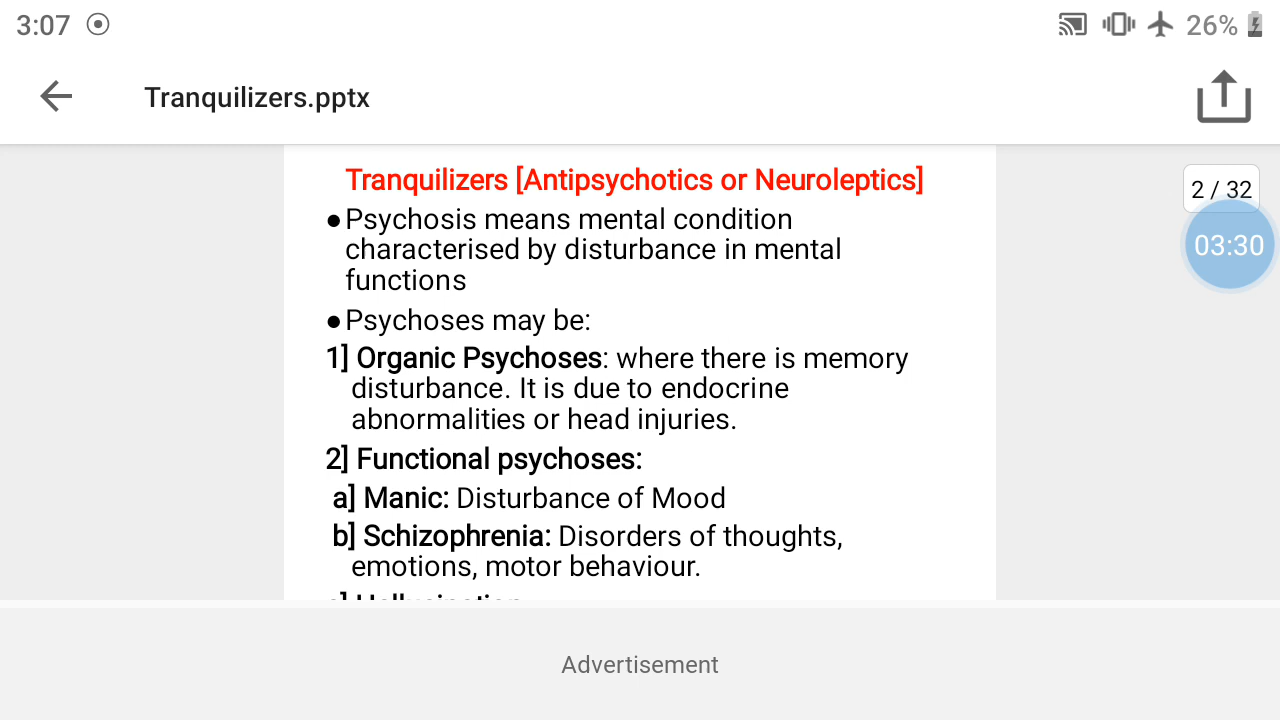 3:07
26%
Tranquilizers.pptx
Tranquilizers [Antipsychotics or Neuroleptics]
2 / 32
●Psychosis means mental condition
characterised by disturbance in mental
functions
03:30
●Psychoses may be:
1] Organic Psychoses: where there is memory
disturbance. It is due to endocrine
abnormalities or head injuries.
2] Functional psychoses:
a] Manic: Disturbance of Mood
b] Schizophrenia: Disorders of thoughts,
emotions, motor behaviour.
Advertisement